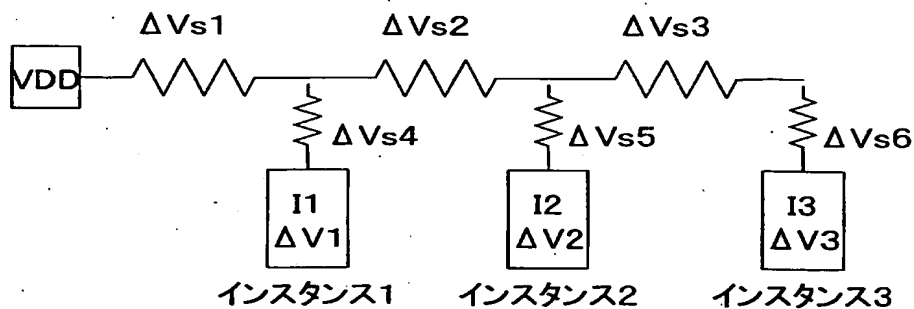 ΔVs1
ΔVs2
ΔVs3
VDD
ΔVs4
ΔVs5
ΔVs6
I1
ΔV1
I2
ΔV2
I3
ΔV3
インスタンス1
インスタンス2
インスタンス3